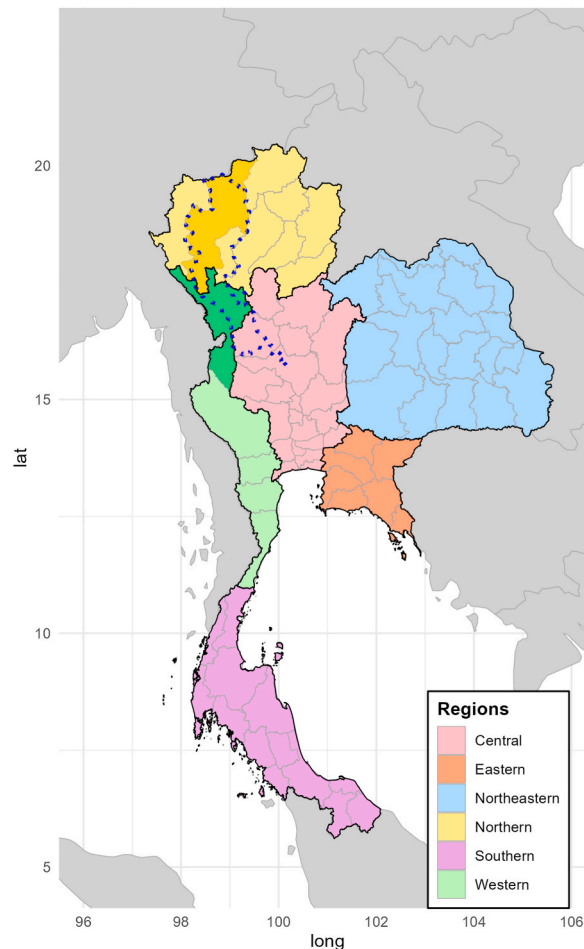 20
15
10
5
lat
96
98
100
102
104
106
long
Regions
Central
Eastern
Northeastern
Northern
Southern
Western